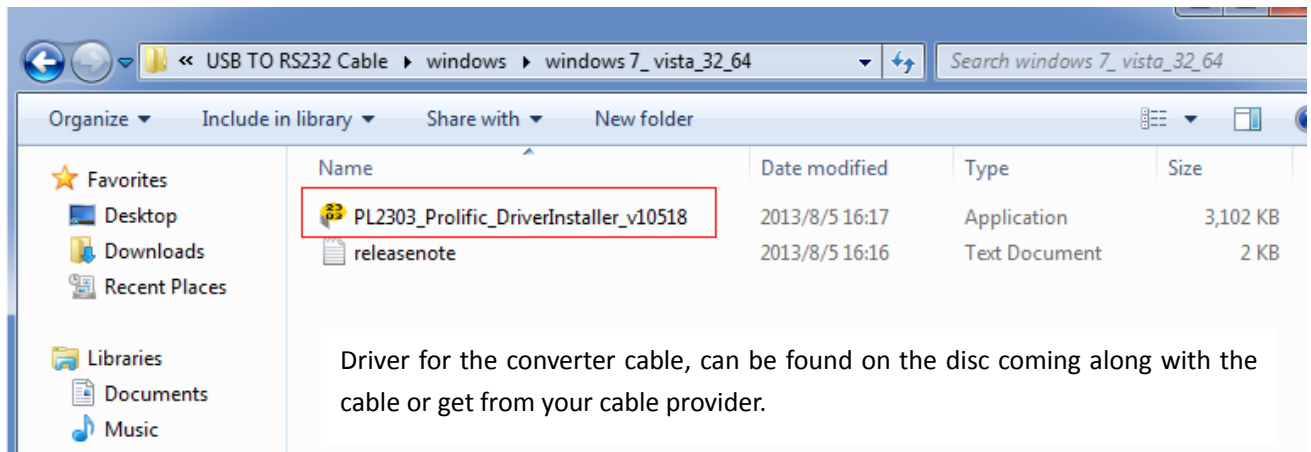 « USB TO RS232 Cable ▸ windows ▸ windows 7_ vista_32_64
Search windows 7_ vista_32_64
Organize Include in library Share with New folder
Name Date modified Type Size
Favorites
Desktop
Downloads
Recent Places
Libraries
Documents
Music
PL2303_Prolific_DriverInstaller_v10518 2013/8/5 16:17 Application 3,102 KB
releasenote 2013/8/5 16:16 Text Document 2 KB
Driver for the converter cable, can be found on the disc coming along with the
cable or get from your cable provider.